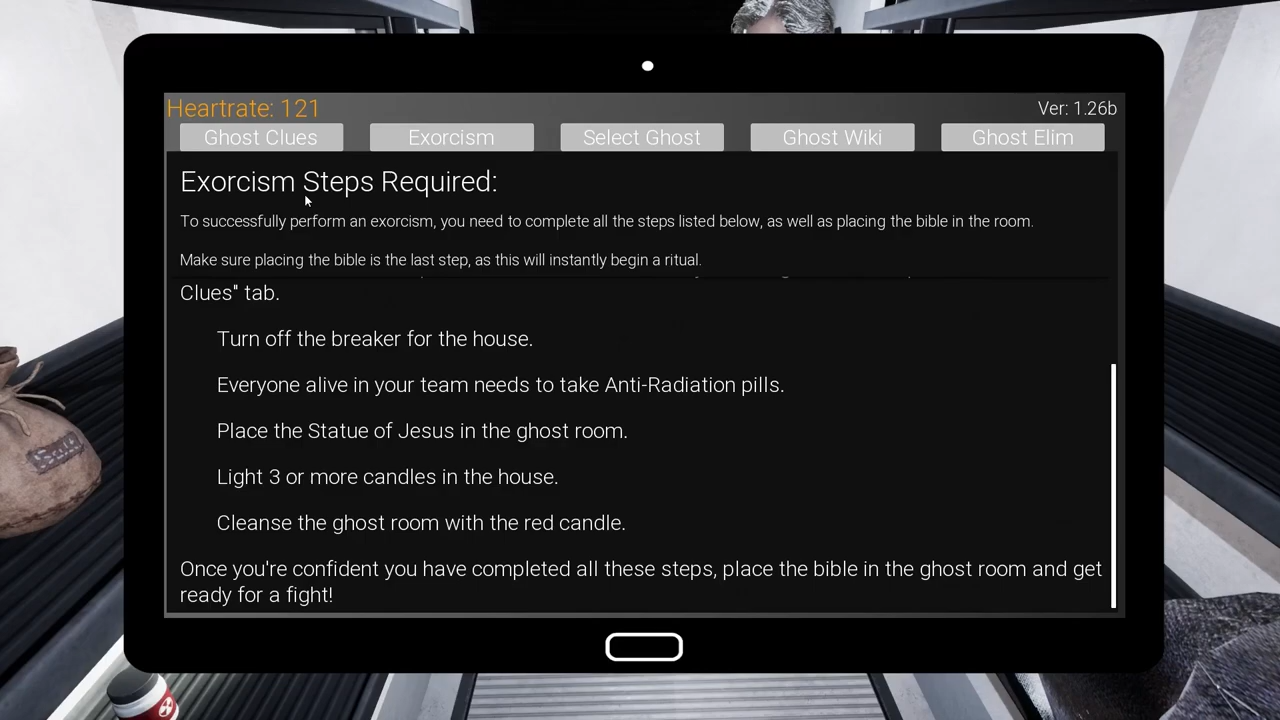 Heartrate: 121
Ver: 1.26b
Ghost Clues
Exorcism
Select Ghost
Ghost Wiki
Ghost Elim
Exorcism Steps Required:
To successfully perform an exorcism, you need to complete all the steps listed below, as well as placing the bible in the room.
Make sure placing the bible is the last step, as this will instantly begin a ritual.
Clues" tab.
Turn off the breaker for the house.
Everyone alive in your team needs to take Anti-Radiation pills.
Place the Statue of Jesus in the ghost room.
Light 3 or more candles in the house.
Cleanse the ghost room with the red candle.
Once you're confident you have completed all these steps, place the bible in the ghost room and get
ready for a fight!
Salt